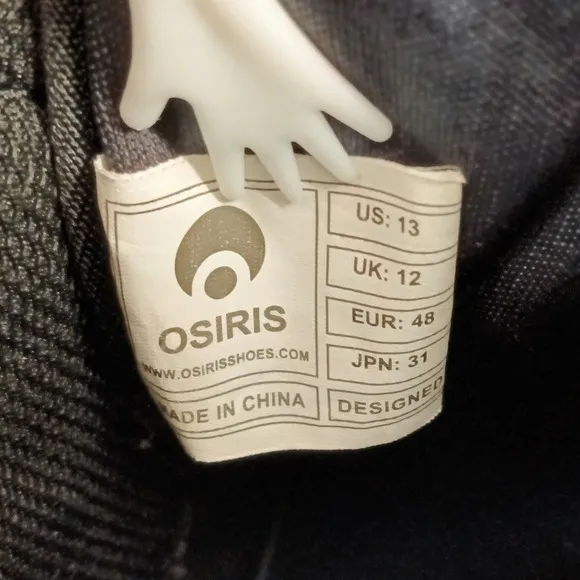 OSIRIS
WWW.OSIRISSHOES.COM
MADE IN CHINA
US: 13
UK: 12
EUR: 48
JPN: 31
DESIGNED